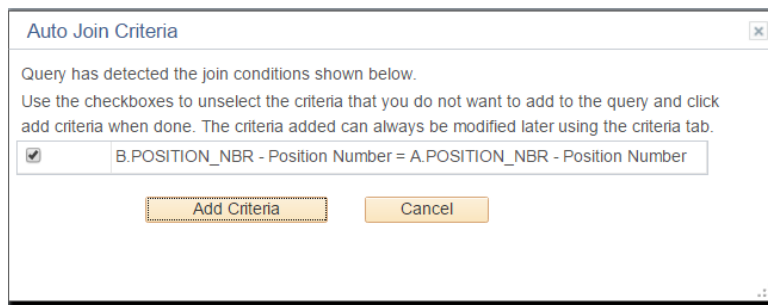 Auto Join Criteria
Query has detected the join conditions shown below.
Use the checkboxes to unselect the criteria that you do not want to add to the query and click
add criteria when done. The criteria added can always be modified later using the criteria tab.
B.POSITION_NBR - Position Number = A.POSITION_NBR - Position Number
Add Criteria Cancel